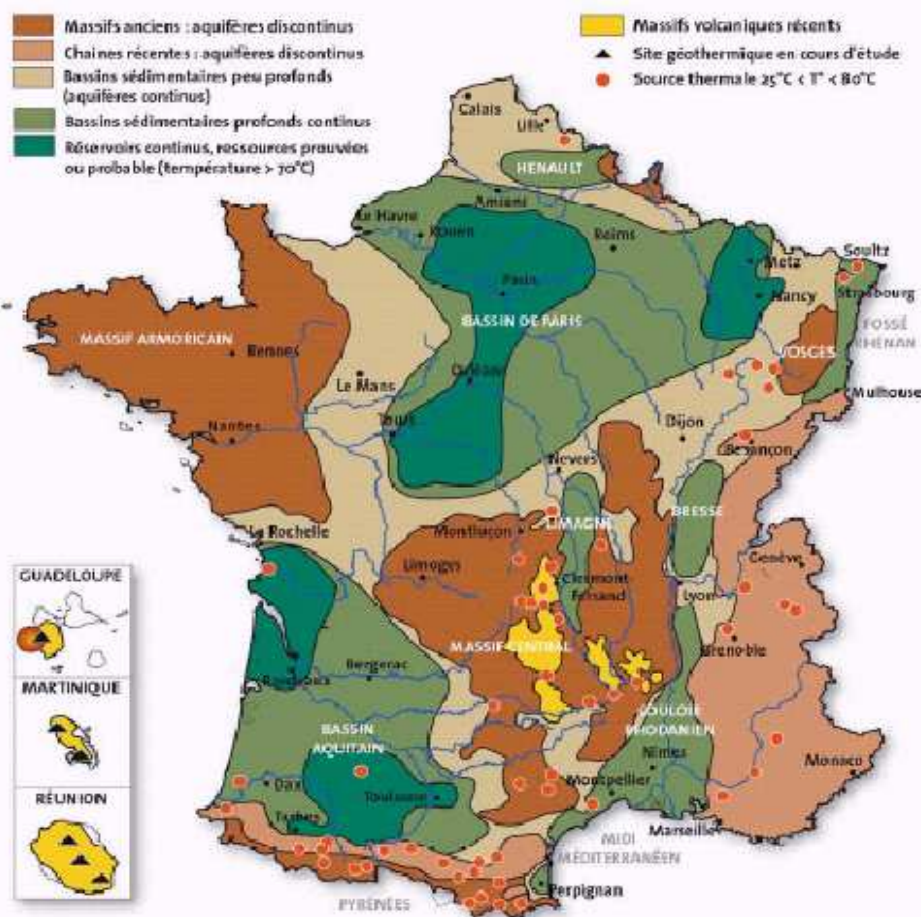 Massifs anciens : aquifères discontinus
Chaines récentes : aquifères discontinus
Bassins sédimentaires peu profonds
(aquifères continus)
Bassins sédimentaires profonds continus
Réservoirs continus, ressources prouvées
ou probable (température > 70°C)
Massifs volcaniques récents
Site géothermique en cours d'étude
Source thermale 25°C < T° < 80°C
Calais
Lille
HENAULT
Amiens
Le Havre
Rouen
Reims
Paris
Metz
Nancy
Soultz
Strasbourg
FOSSÉ
RHENAN
BASSIN DE PARIS
VOSGES
MASSIF ARMORICAIN
Rennes
Le Mans
Orléans
Mulhouse
Nantes
Tours
Dijon
Besançon
Nevers
LIMAGNE
BRESSE
La Rochelle
Montluçon
Genève
Limoges
Clermont-
Ferrand
Lyon
MASSIF CENTRAL
Grenoble
Bergerac
Bordeaux
COULOIR
RHODANIEN
BASSIN
AQUITAIN
Nimes
Monaco
Dax
Toulouse
Montpellier
Tarbes
Marseille
MIDI
MÉDITERRANÉEN
Perpignan
PYRÉNÉES
GUADELOUPE
MARTINIQUE
RÉUNION